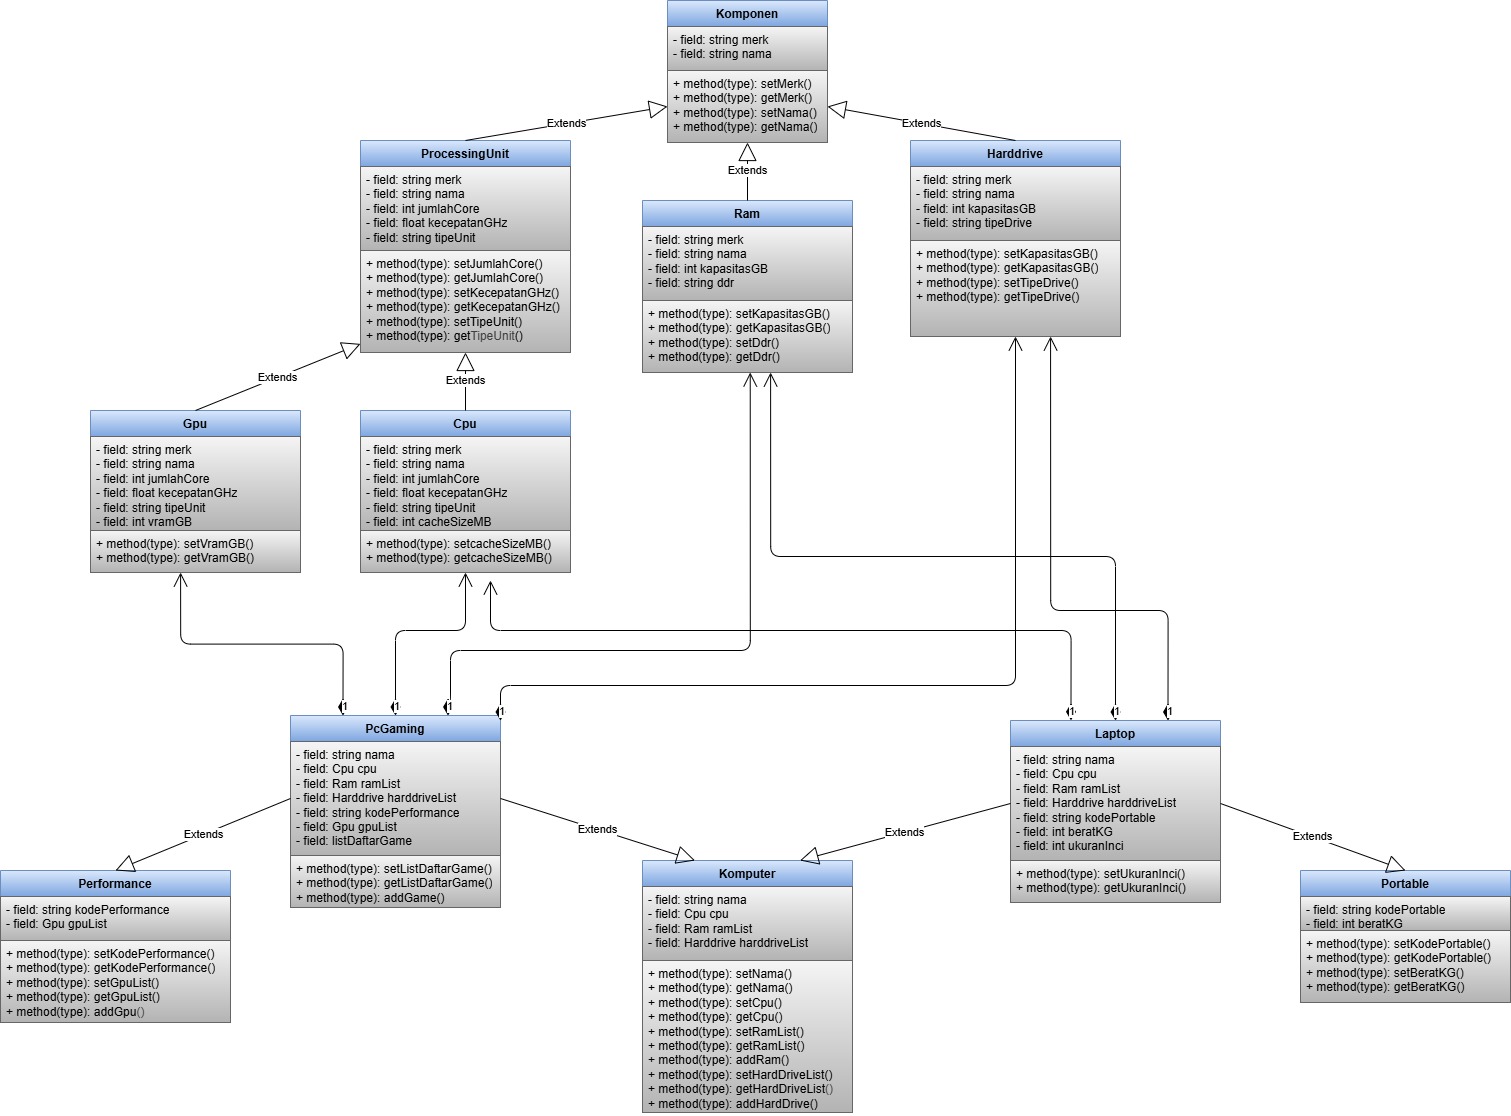 Komponen
- field: string merk
- field: string nama
+ method(type): setMerk()
+ method(type): getMerk()
+ method(type): setNama()
+ method(type): getNama()
Extends
Extends
Extends
ProcessingUnit
- field: string merk
- field: string nama
- field: int jumlahCore
- field: float kecepatanGHz
- field: string tipeUnit
+ method(type): setJumlahCore()
+ method(type): getJumlahCore()
+ method(type): setKecepatanGHz()
+ method(type): getKecepatanGHz()
+ method(type): setTipeUnit()
+ method(type): getTipeUnit()
Ram
- field: string merk
- field: string nama
- field: int kapasitasGB
- field: string ddr
+ method(type): setKapasitasGB()
+ method(type): getKapasitasGB()
+ method(type): setDdr()
+ method(type): getDdr()
Harddrive
- field: string merk
- field: string nama
- field: int kapasitasGB
- field: string tipeDrive
+ method(type): setKapasitasGB()
+ method(type): getKapasitasGB()
+ method(type): setTipeDrive()
+ method(type): getTipeDrive()
Extends
Extends
Gpu
- field: string merk
- field: string nama
- field: int jumlahCore
- field: float kecepatanGHz
- field: string tipeUnit
- field: int vramGB
+ method(type): setVramGB()
+ method(type): getVramGB()
Cpu
- field: string merk
- field: string nama
- field: int jumlahCore
- field: float kecepatanGHz
- field: string tipeUnit
- field: int cacheSizeMB
+ method(type): setcacheSizeMB()
+ method(type): getcacheSizeMB()
1
1
1
1
1
1
1
PcGaming
- field: string nama
- field: Cpu cpu
- field: Ram ramList
- field: Harddrive harddriveList
- field: string kodePerformance
- field: Gpu gpuList
- field: listDaftarGame
+ method(type): setListDaftarGame()
+ method(type): getListDaftarGame()
+ method(type): addGame()
Laptop
- field: string nama
- field: Cpu cpu
- field: Ram ramList
- field: Harddrive harddriveList
- field: string kodePortable
- field: int beratKG
- field: int ukuranInci
+ method(type): setUkuranInci()
+ method(type): getUkuranInci()
Extends
Extends
Extends
Extends
Performance
- field: string kodePerformance
- field: Gpu gpuList
+ method(type): setKodePerformance()
+ method(type): getKodePerformance()
+ method(type): setGpuList()
+ method(type): getGpuList()
+ method(type): addGpu()
Komputer
- field: string nama
- field: Cpu cpu
- field: Ram ramList
- field: Harddrive harddriveList
+ method(type): setNama()
+ method(type): getNama()
+ method(type): setCpu()
+ method(type): getCpu()
+ method(type): setRamList()
+ method(type): getRamList()
+ method(type): addRam()
+ method(type): setHardDriveList()
+ method(type): getHardDriveList()
+ method(type): addHardDrive()
Portable
- field: string kodePortable
- field: int beratKG
+ method(type): setKodePortable()
+ method(type): getKodePortable()
+ method(type): setBeratKG()
+ method(type): getBeratKG()